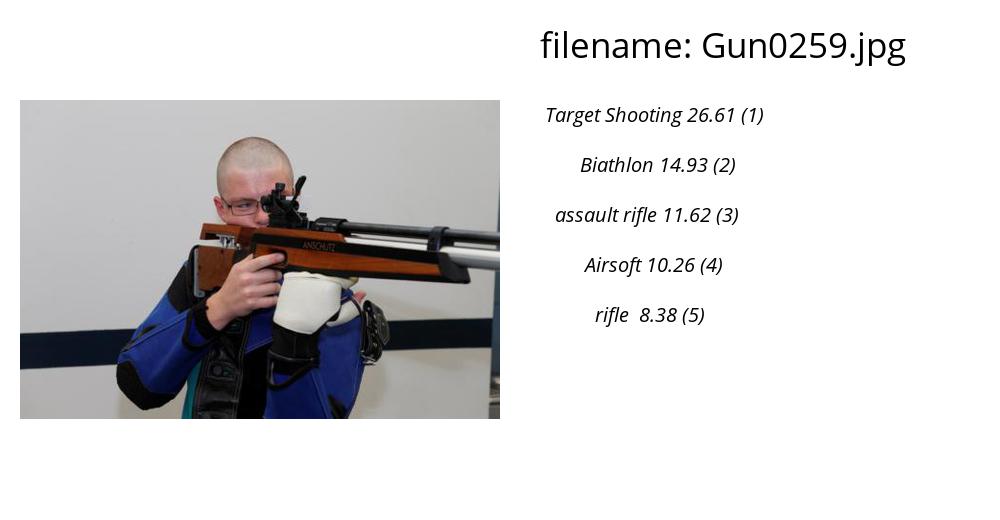 filename: Gun0259.jpg
Target Shooting 26.61 (1)
Biathlon 14.93 (2)
assault rifle 11.62 (3)
Airsoft 10.26 (4)
rifle 8.38 (5)
ANSCHÜTZ